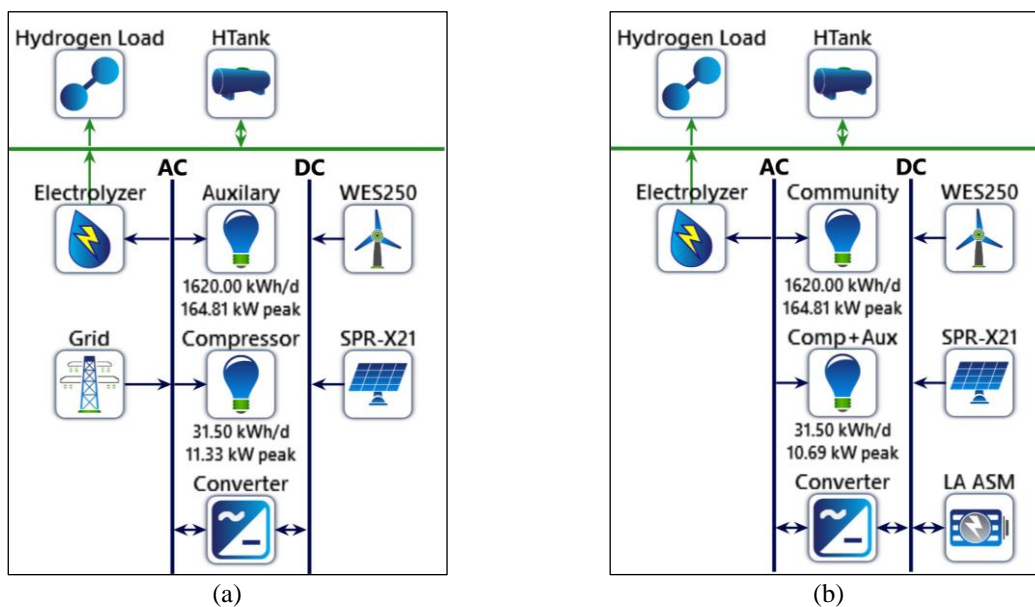 Hydrogen Load HTank
AC DC
Electrolyzer Auxilary WES250
1620.00 kWh/d
164.81 kW peak
Grid Compressor SPR-X21
31.50 kWh/d
11.33 kW peak
Converter
(a)
Hydrogen Load HTank
AC DC
Electrolyzer Community WES250
1620.00 kWh/d
164.81 kW peak
Comp+Aux SPR-X21
31.50 kWh/d
10.69 kW peak
Converter LA ASM
(b)